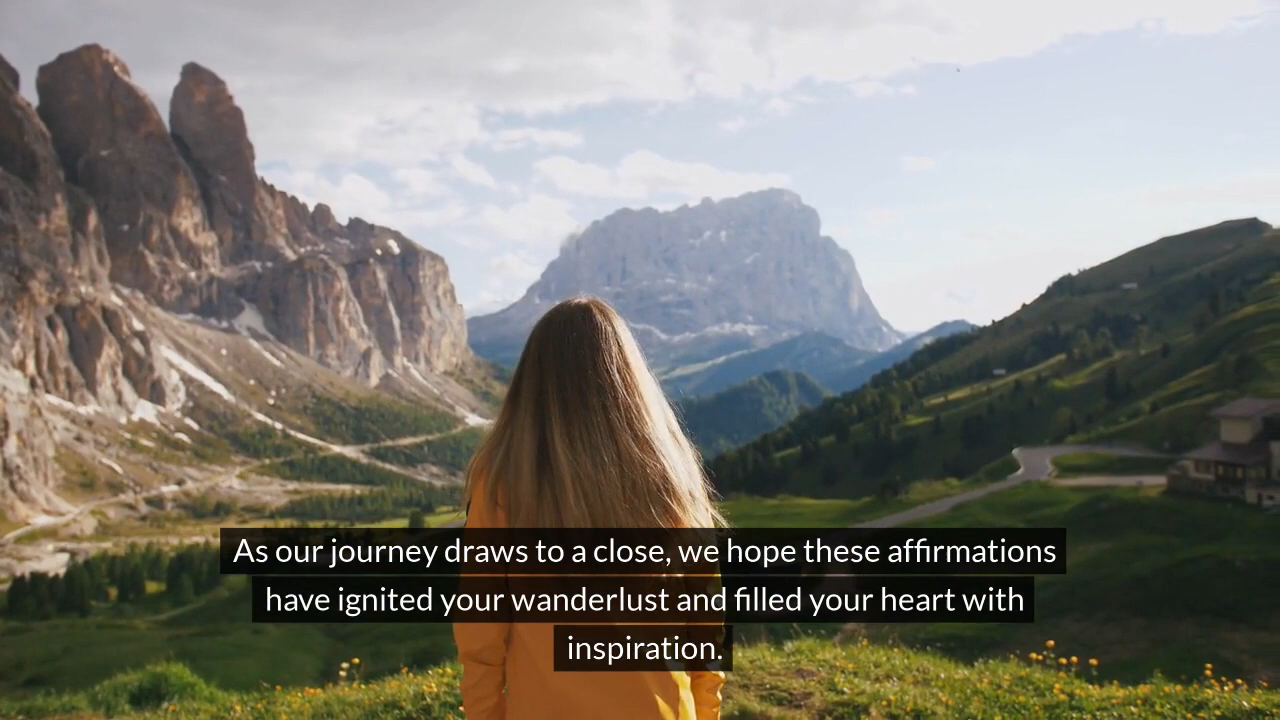 As our journey draws to a close, we hope these affirmations
have ignited your wanderlust and filled your heart with
inspiration.